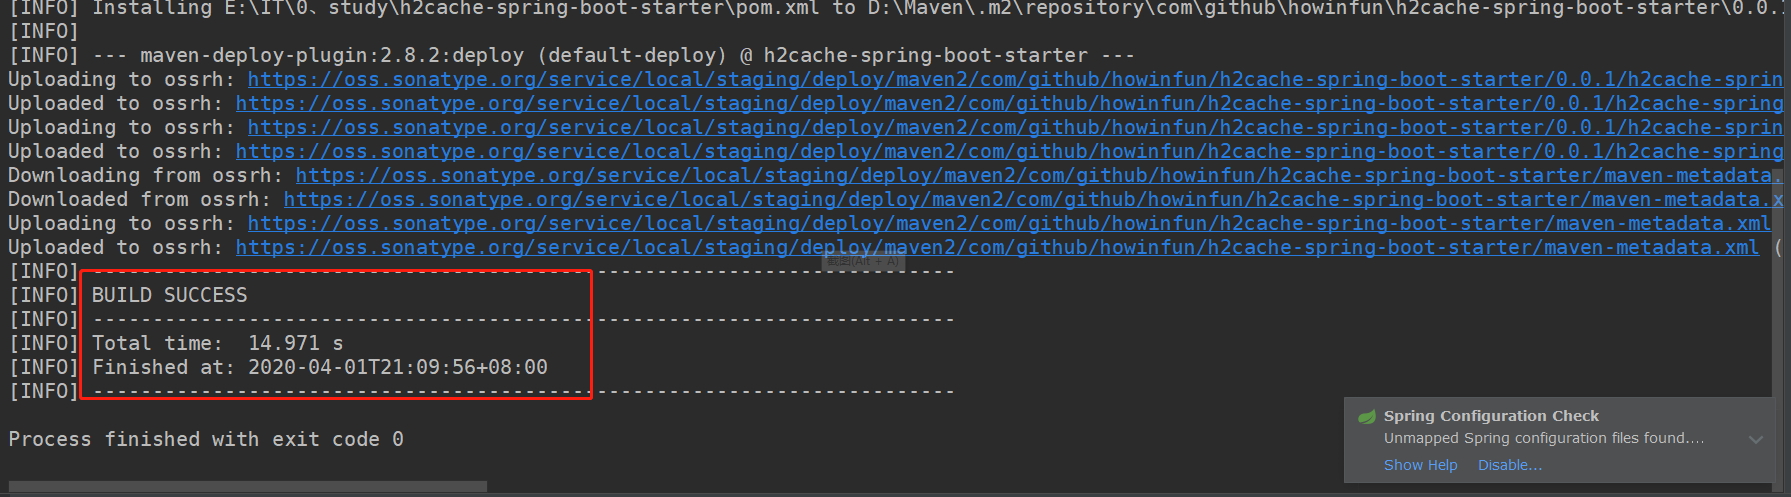 [INFO] Installing E:\IT\0、study\h2cache-spring-boot-starter\pom.xml to D:\Maven\.m2\repository\com\github\howinfun\h2cache-spring-boot-starter\0.0.1
[INFO]
[INFO] --- maven-deploy-plugin:2.8.2:deploy (default-deploy) @ h2cache-spring-boot-starter ---
Uploading to ossrh: https://oss.sonatype.org/service/local/staging/deploy/maven2/com/github/howinfun/h2cache-spring-boot-starter/0.0.1/h2cache-sprin
Uploaded to ossrh: https://oss.sonatype.org/service/local/staging/deploy/maven2/com/github/howinfun/h2cache-spring-boot-starter/0.0.1/h2cache-spring
Uploading to ossrh: https://oss.sonatype.org/service/local/staging/deploy/maven2/com/github/howinfun/h2cache-spring-boot-starter/0.0.1/h2cache-sprin
Uploaded to ossrh: https://oss.sonatype.org/service/local/staging/deploy/maven2/com/github/howinfun/h2cache-spring-boot-starter/0.0.1/h2cache-spring
Downloading from ossrh: https://oss.sonatype.org/service/local/staging/deploy/maven2/com/github/howinfun/h2cache-spring-boot-starter/maven-metadata.
Downloaded from ossrh: https://oss.sonatype.org/service/local/staging/deploy/maven2/com/github/howinfun/h2cache-spring-boot-starter/maven-metadata.x
Uploading to ossrh: https://oss.sonatype.org/service/local/staging/deploy/maven2/com/github/howinfun/h2cache-spring-boot-starter/maven-metadata.xml
Uploaded to ossrh: https://oss.sonatype.org/service/local/staging/deploy/maven2/com/github/howinfun/h2cache-spring-boot-starter/maven-metadata.xml (
截图(Alt + A)
[INFO] ------------------------------------------------------------------------
[INFO] BUILD SUCCESS
[INFO] ------------------------------------------------------------------------
[INFO] Total time:  14.971 s
[INFO] Finished at: 2020-04-01T21:09:56+08:00
[INFO] ------------------------------------------------------------------------
Process finished with exit code 0
Spring Configuration Check
Unmapped Spring configuration files found....
Show Help Disable...